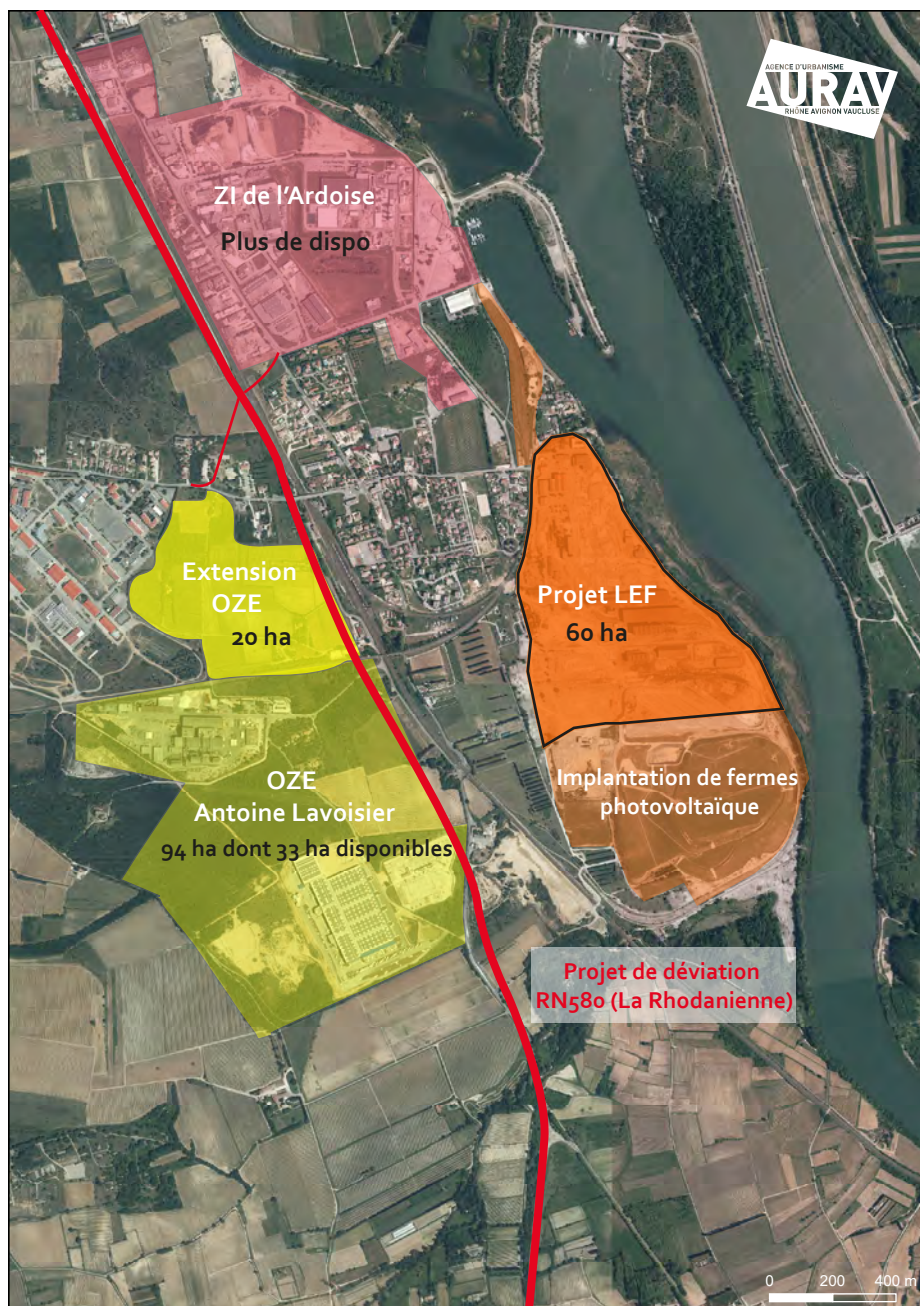 AGENCE D'URBANISME
AURAV
RHÔNE AVIGNON VAUCLUSE
ZI de l'Ardoise
Plus de dispo
Extension
OZE
20 ha
Projet LEF
60 ha
OZE
Antoine Lavoisier
94 ha dont 33 ha disponibles
Implantation de fermes
photovoltaïque
Projet de déviation
RN580 (La Rhodanienne)
0 200 400 m